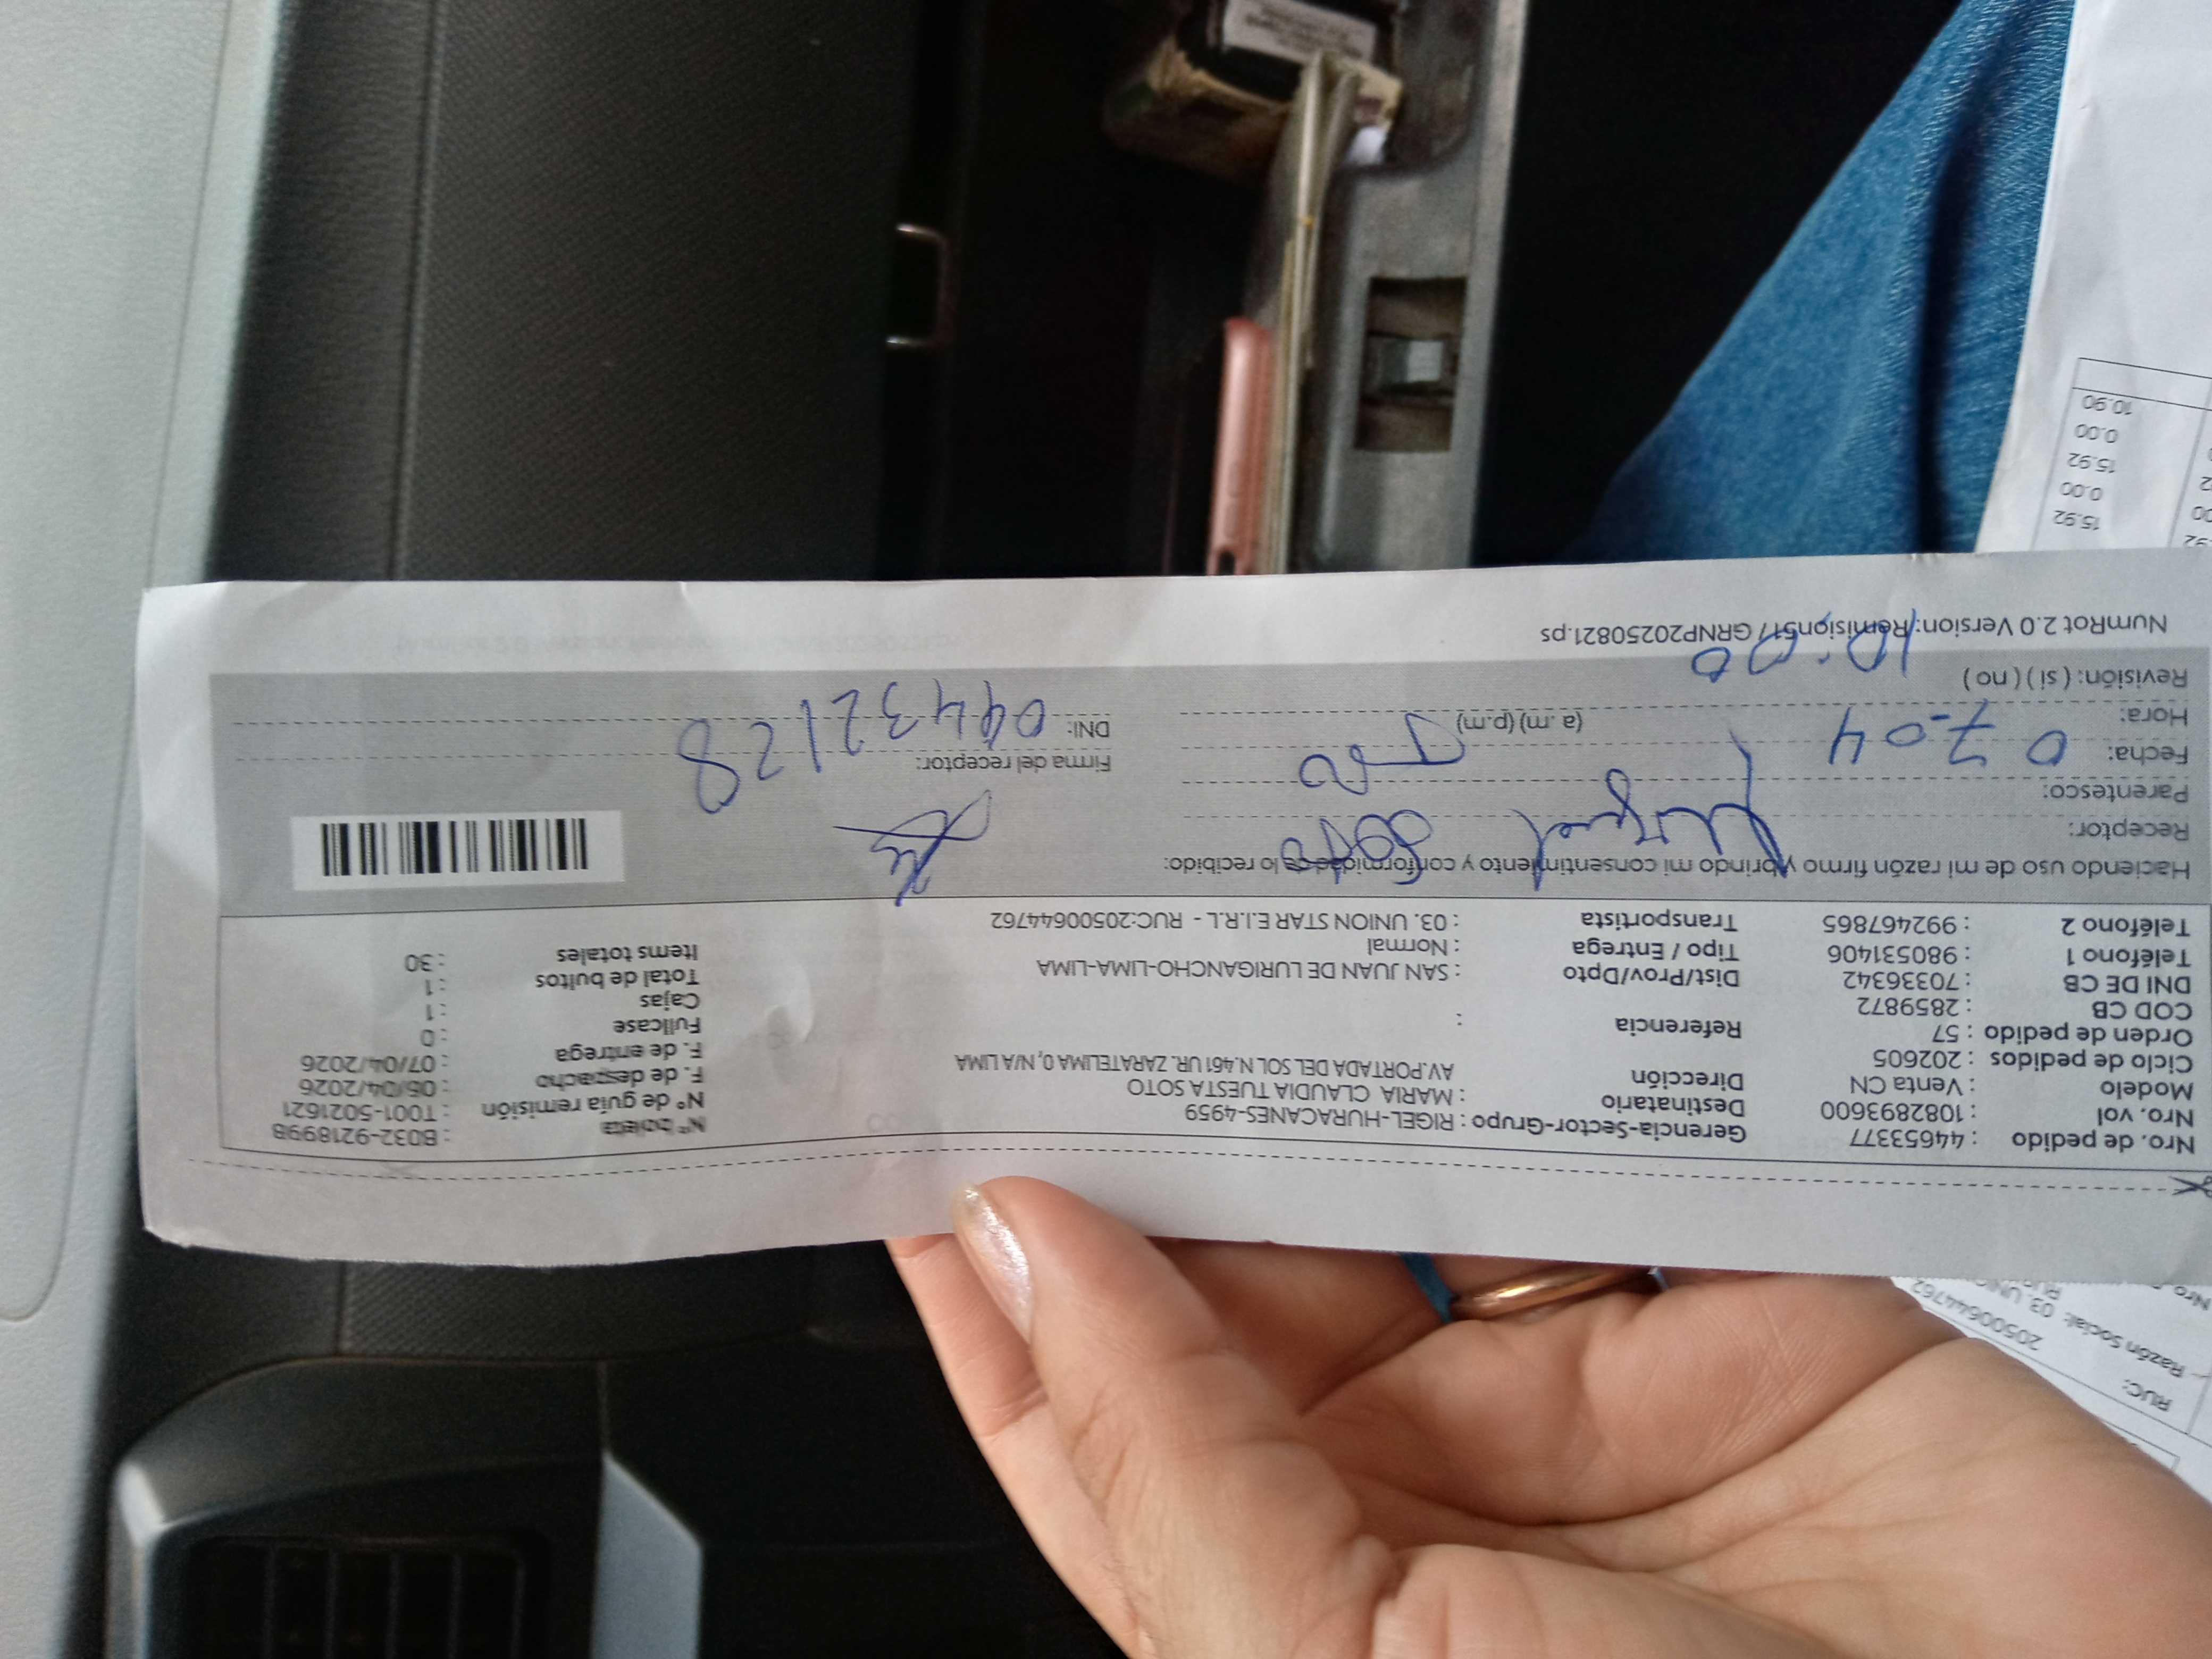 Nro. de pedido : 44653377
Nro. vol : 1082893600
Modelo : Venta CN
Ciclo de pedidos : 202605
Orden de pedido : 57
COD CB : 2859872
DNI DE CB : 70336342
Teléfono 1 : 980531406
Teléfono 2 : 992467865
Gerencia-Sector-Grupo : RIGEL-HURACANES-4959
Destinatario : MARIA CLAUDIA TUESTA SOTO
Dirección AV.PORTADA DEL SOL N.461 UR. ZARATELIMA 0, N/A LIMA
Referencia :
Dist/Prov/Dpto : SAN JUAN DE LURIGANCHO-LIMA-LIMA
Tipo / Entrega : Normal
Transportista : 03. UNION STAR E.I.R.L - RUC:20500644762
N° boleta : B032-9218998
N° de guía remisión : T001-5021621
F. de despacho : 06/04/2026
F. de entrega : 07/04/2026
Fullcase : 0
Cajas : 1
Total de bultos : 1
Items totales : 30
Haciendo uso de mi razón firmo y brindo mi consentimiento y conformidad de lo recibido:
Receptor: Miguel Soto
Parentesco:
Fecha: 07-04
Hora: (a.m) (p.m)
Revisión: ( si ) ( no )
Firma del receptor:
DNI: 09432128
NumRot 2.0 Version: Remision517 GRNP20250821.ps
15.92
0.00
15.92
0.00
10.90
RUC:
20500644762
Razón Social: